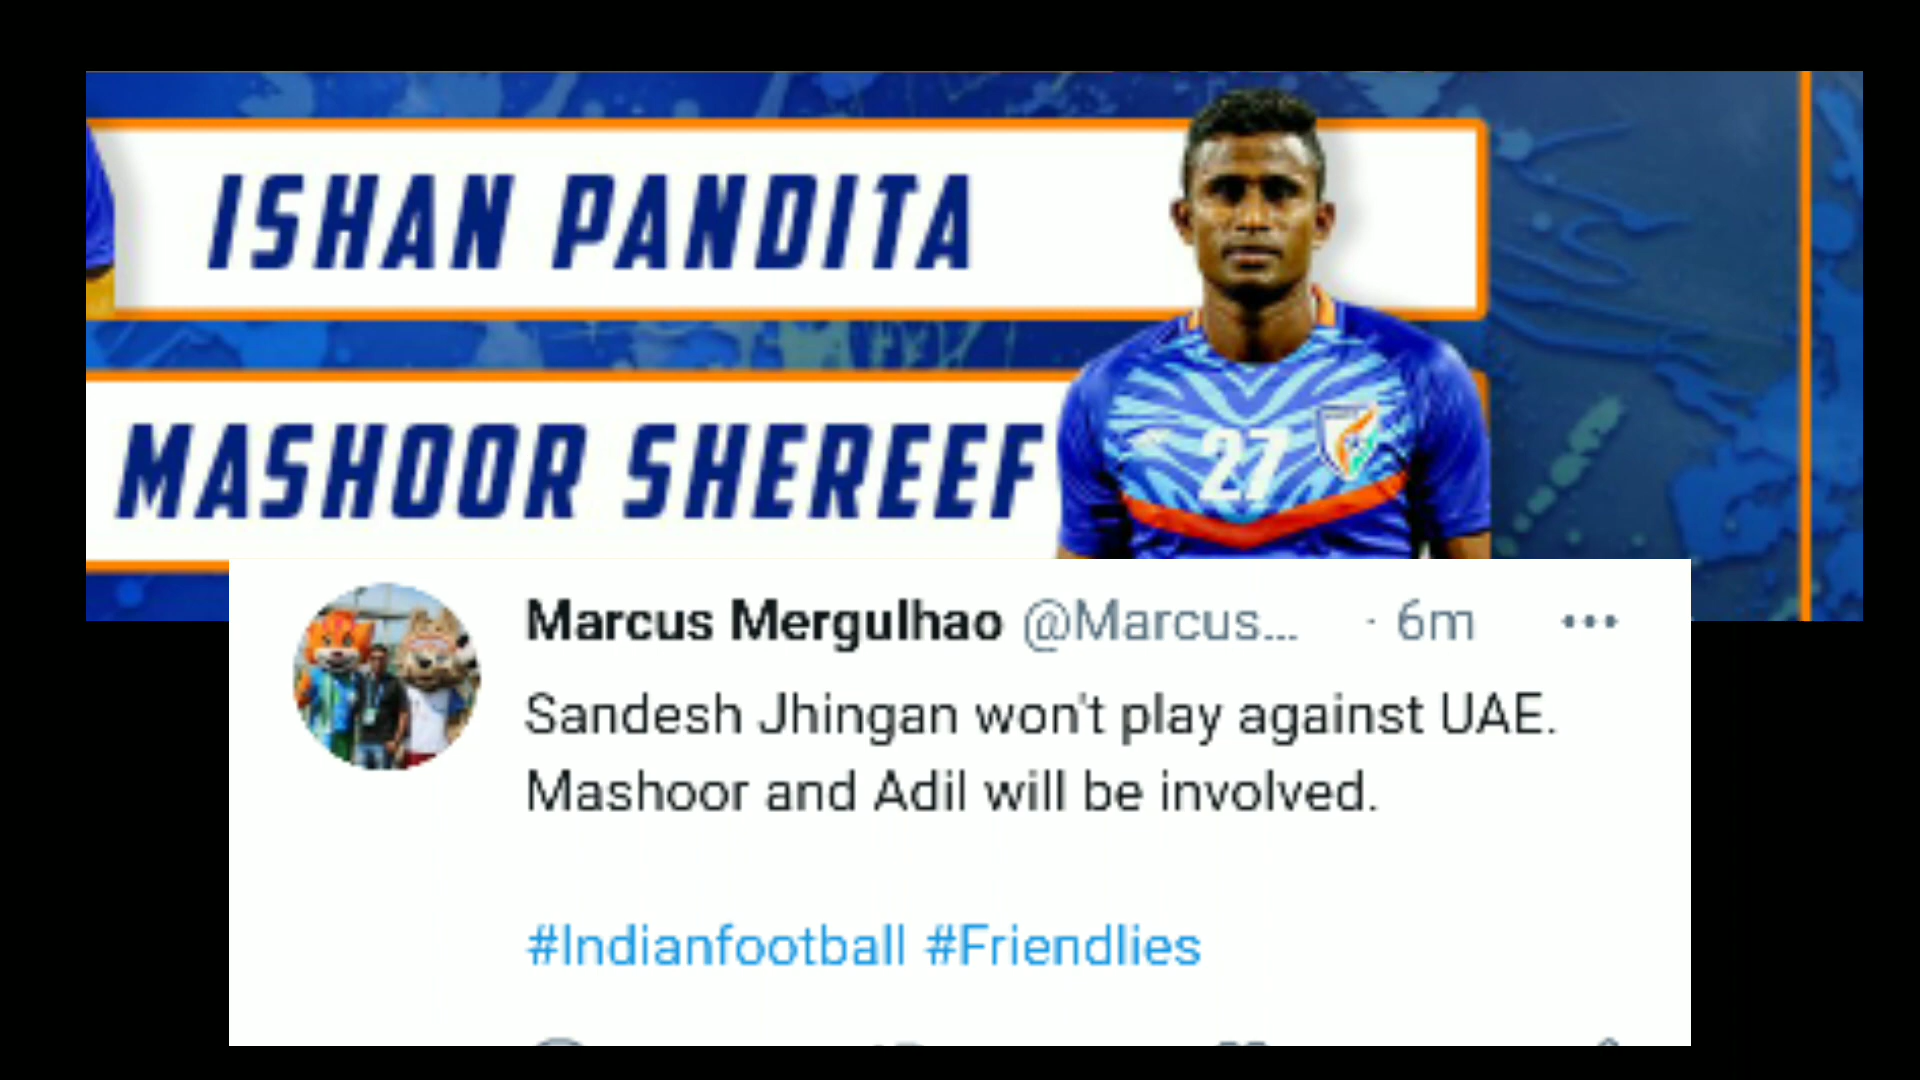 ISHAN PANDITA
MASHOOR SHEREEF
27
Marcus Mergulhao @Marcus... · 6m ...
Sandesh Jhingan won't play against UAE.
Mashoor and Adil will be involved.
#Indianfootball #Friendlies